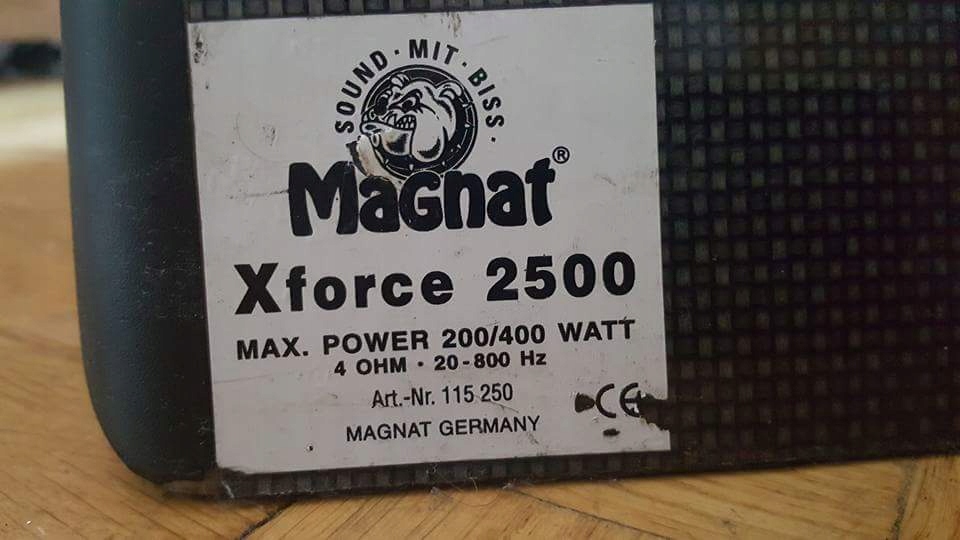 SOUND · MIT · BISS ·
Magnat®
Xforce 2500
MAX. POWER 200/400 WATT
4 OHM · 20-800 Hz
Art.-Nr. 115 250
CE
MAGNAT GERMANY